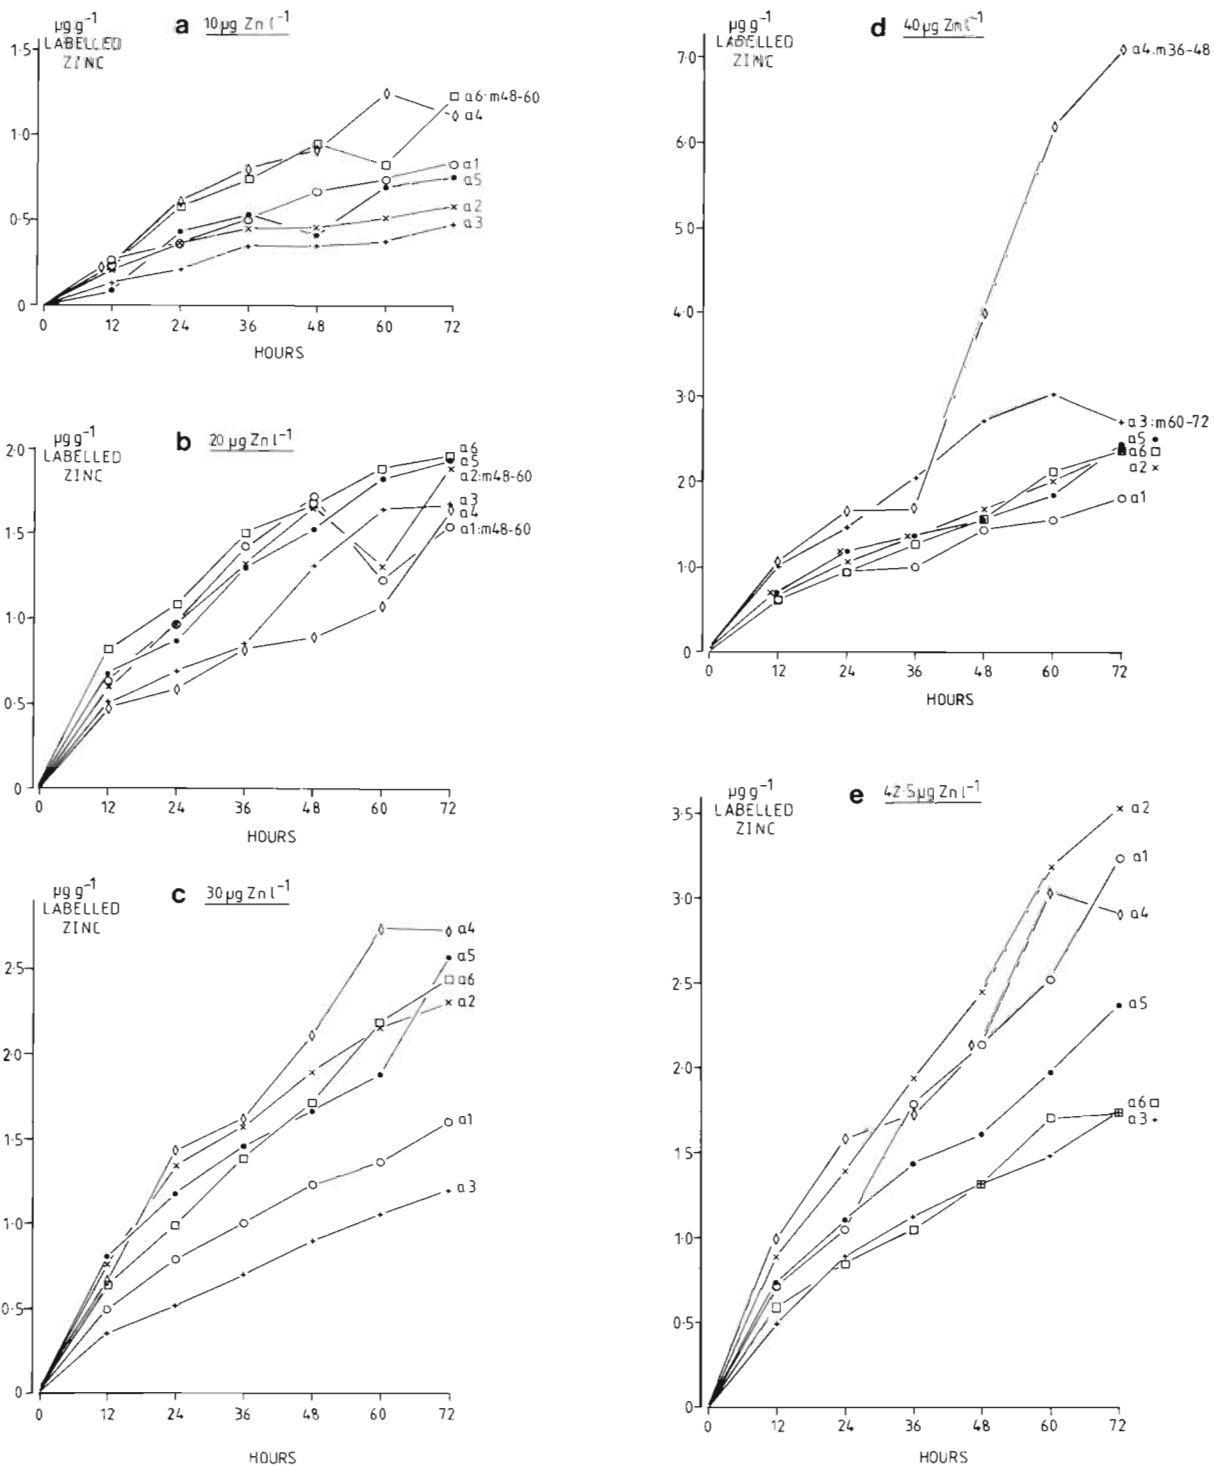 a 10 µg Zn l⁻¹
µg g⁻¹
LABELLED
ZINC
1·5
1·0
0·5
0
0 12 24 36 48 60 72
HOURS
a6·m48-60
a4
a1
a5
a2
a3
b 20 µg Zn l⁻¹
µg g⁻¹
LABELLED
ZINC
2·0
1·5
1·0
0·5
0
0 12 24 36 48 60 72
HOURS
a6
a5
a2:m48-60
a3
a4
a1:m48-60
c 30 µg Zn l⁻¹
µg g⁻¹
LABELLED
ZINC
2·5
2·0
1·5
1·0
0·5
0
0 12 24 36 48 60 72
HOURS
a4
a5
a6
a2
a1
a3
d 40 µg Zn l⁻¹
µg g⁻¹
LABELLED
ZINC
7·0
6·0
5·0
4·0
3·0
2·0
1·0
0
0 12 24 36 48 60 72
HOURS
a4·m36-48
a3:m60-72
a5
a6
a2
a1
e 42·5 µg Zn l⁻¹
µg g⁻¹
LABELLED
ZINC
3·5
3·0
2·5
2·0
1·5
1·0
0·5
0
0 12 24 36 48 60 72
HOURS
a2
a1
a4
a5
a6
a3